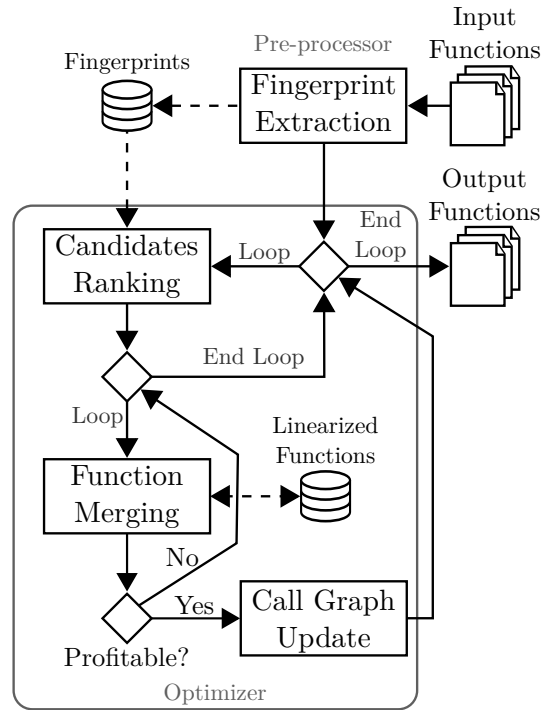 Input
Functions
Pre-processor
Fingerprints
Fingerprint
Extraction
Output
Functions
End
Loop
Loop
Candidates
Ranking
End Loop
Loop
Linearized
Functions
Function
Merging
No
Yes
Call Graph
Update
Profitable?
Optimizer